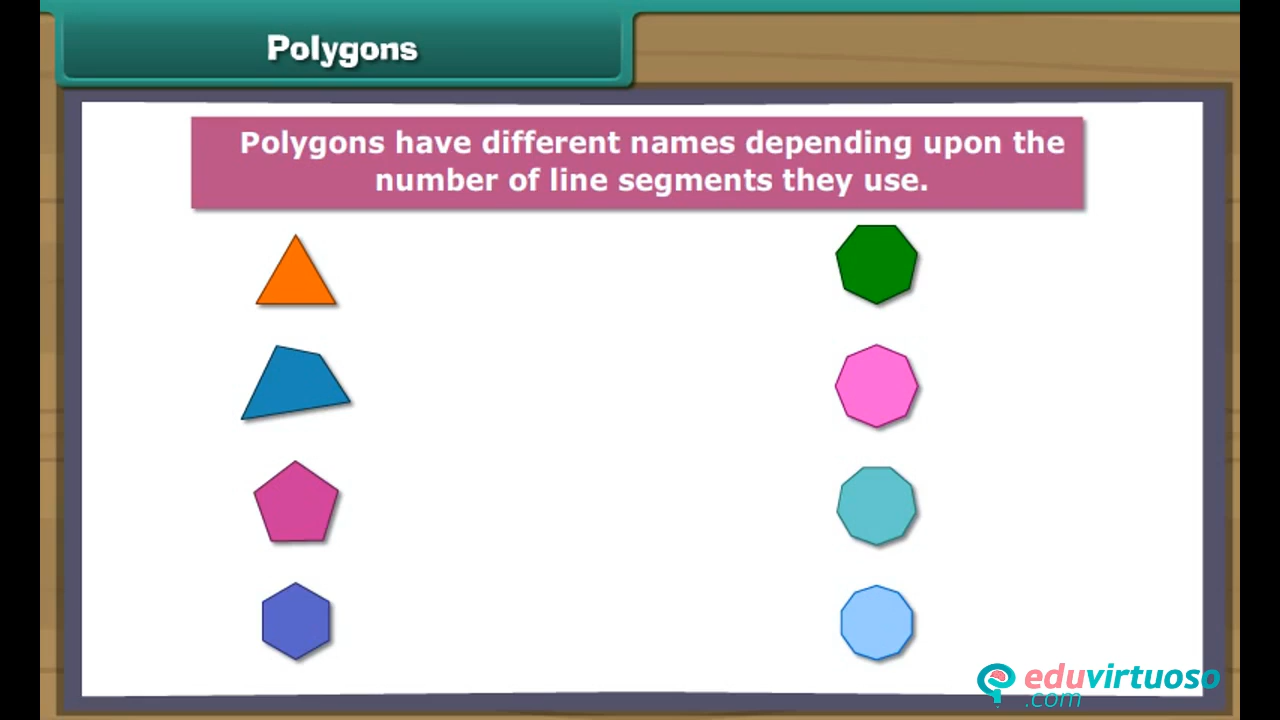 Polygons
Polygons have different names depending upon the
number of line segments they use.
eduvirtuoso
.com